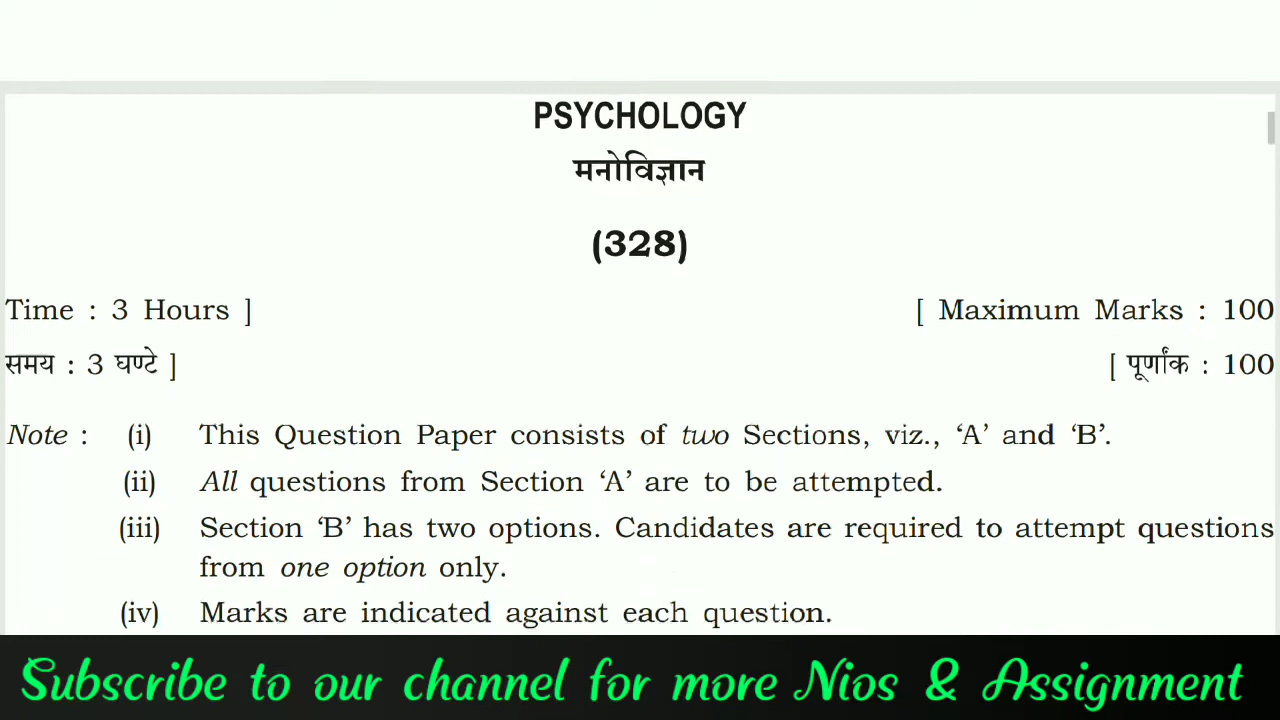 PSYCHOLOGY
मनोविज्ञान
(328)
Time : 3 Hours ] [ Maximum Marks : 100
समय : 3 घण्टे ] [ पूर्णांक : 100
Note : (i) This Question Paper consists of two Sections, viz., ‘A’ and ‘B’.
(ii) All questions from Section ‘A’ are to be attempted.
(iii) Section ‘B’ has two options. Candidates are required to attempt questions
from one option only.
(iv) Marks are indicated against each question.
Subscribe to our channel for more Nios & Assignment